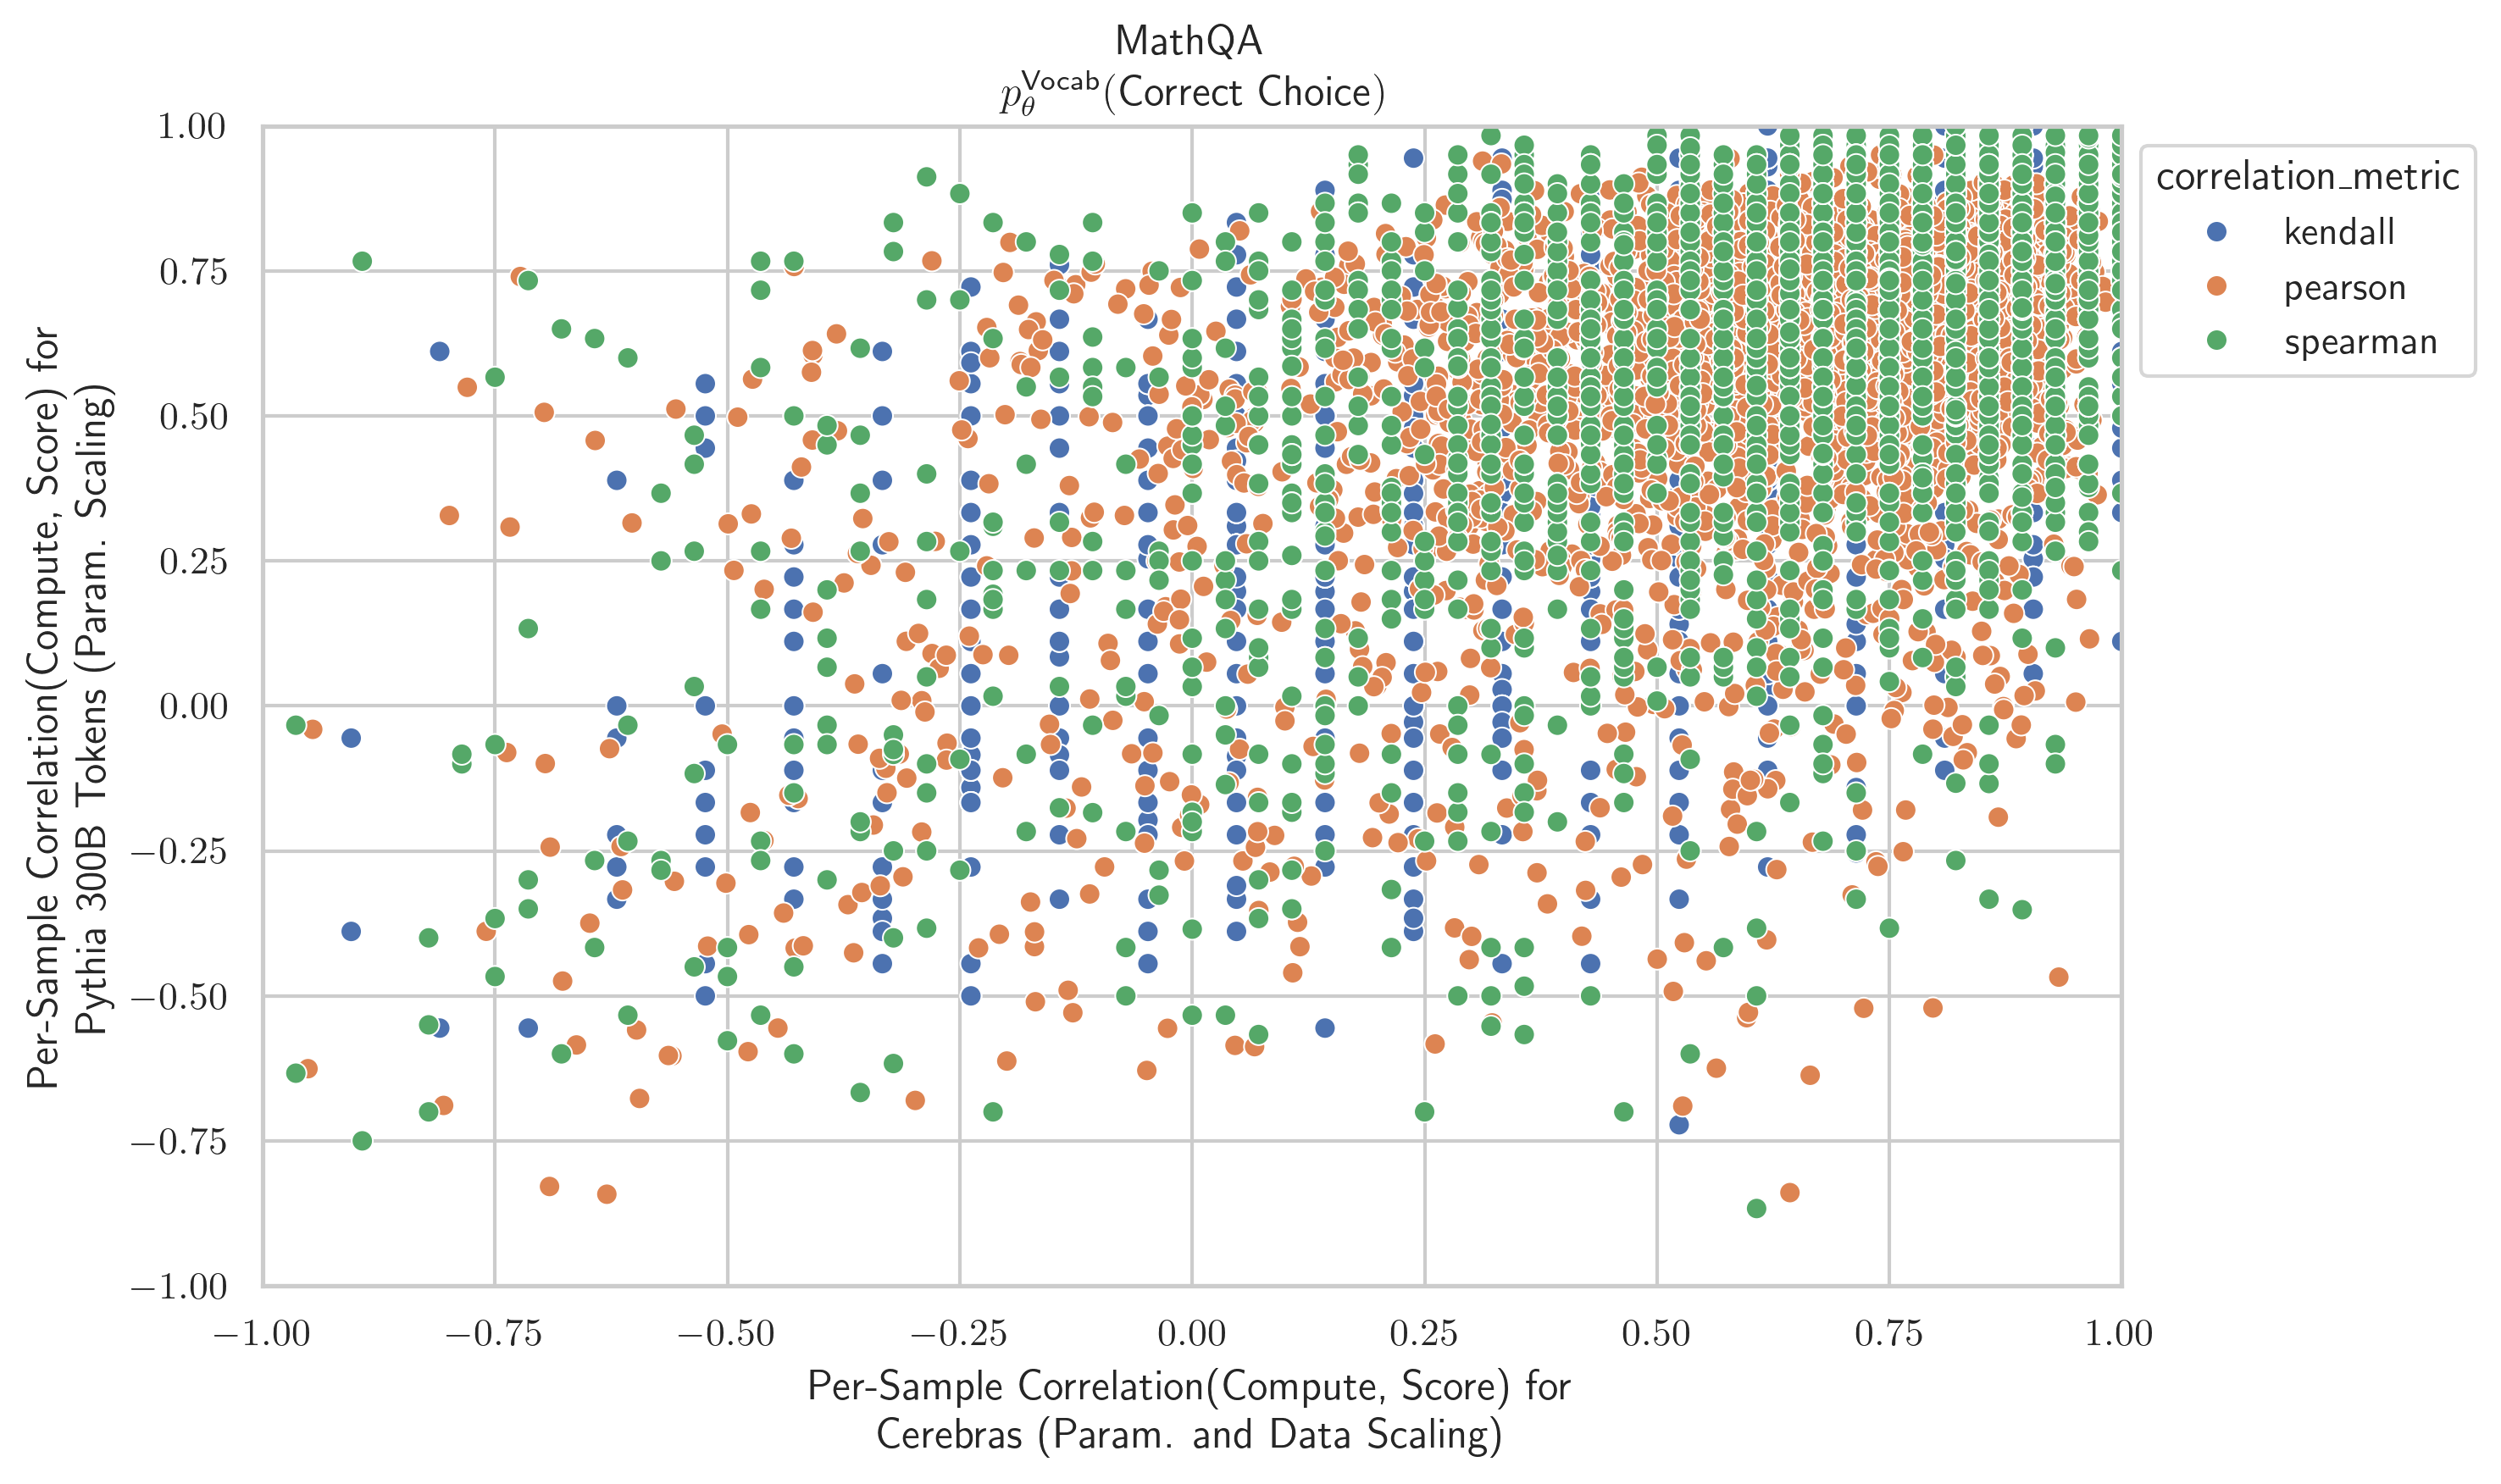 MathQA
p_θ^Vocab(Correct Choice)
1.00
0.75
0.50
0.25
0.00
−0.25
−0.50
−0.75
−1.00
Per-Sample Correlation(Compute, Score) for
Pythia 300B Tokens (Param. Scaling)
−1.00 −0.75 −0.50 −0.25 0.00 0.25 0.50 0.75 1.00
Per-Sample Correlation(Compute, Score) for
Cerebras (Param. and Data Scaling)
correlation_metric
kendall
pearson
spearman